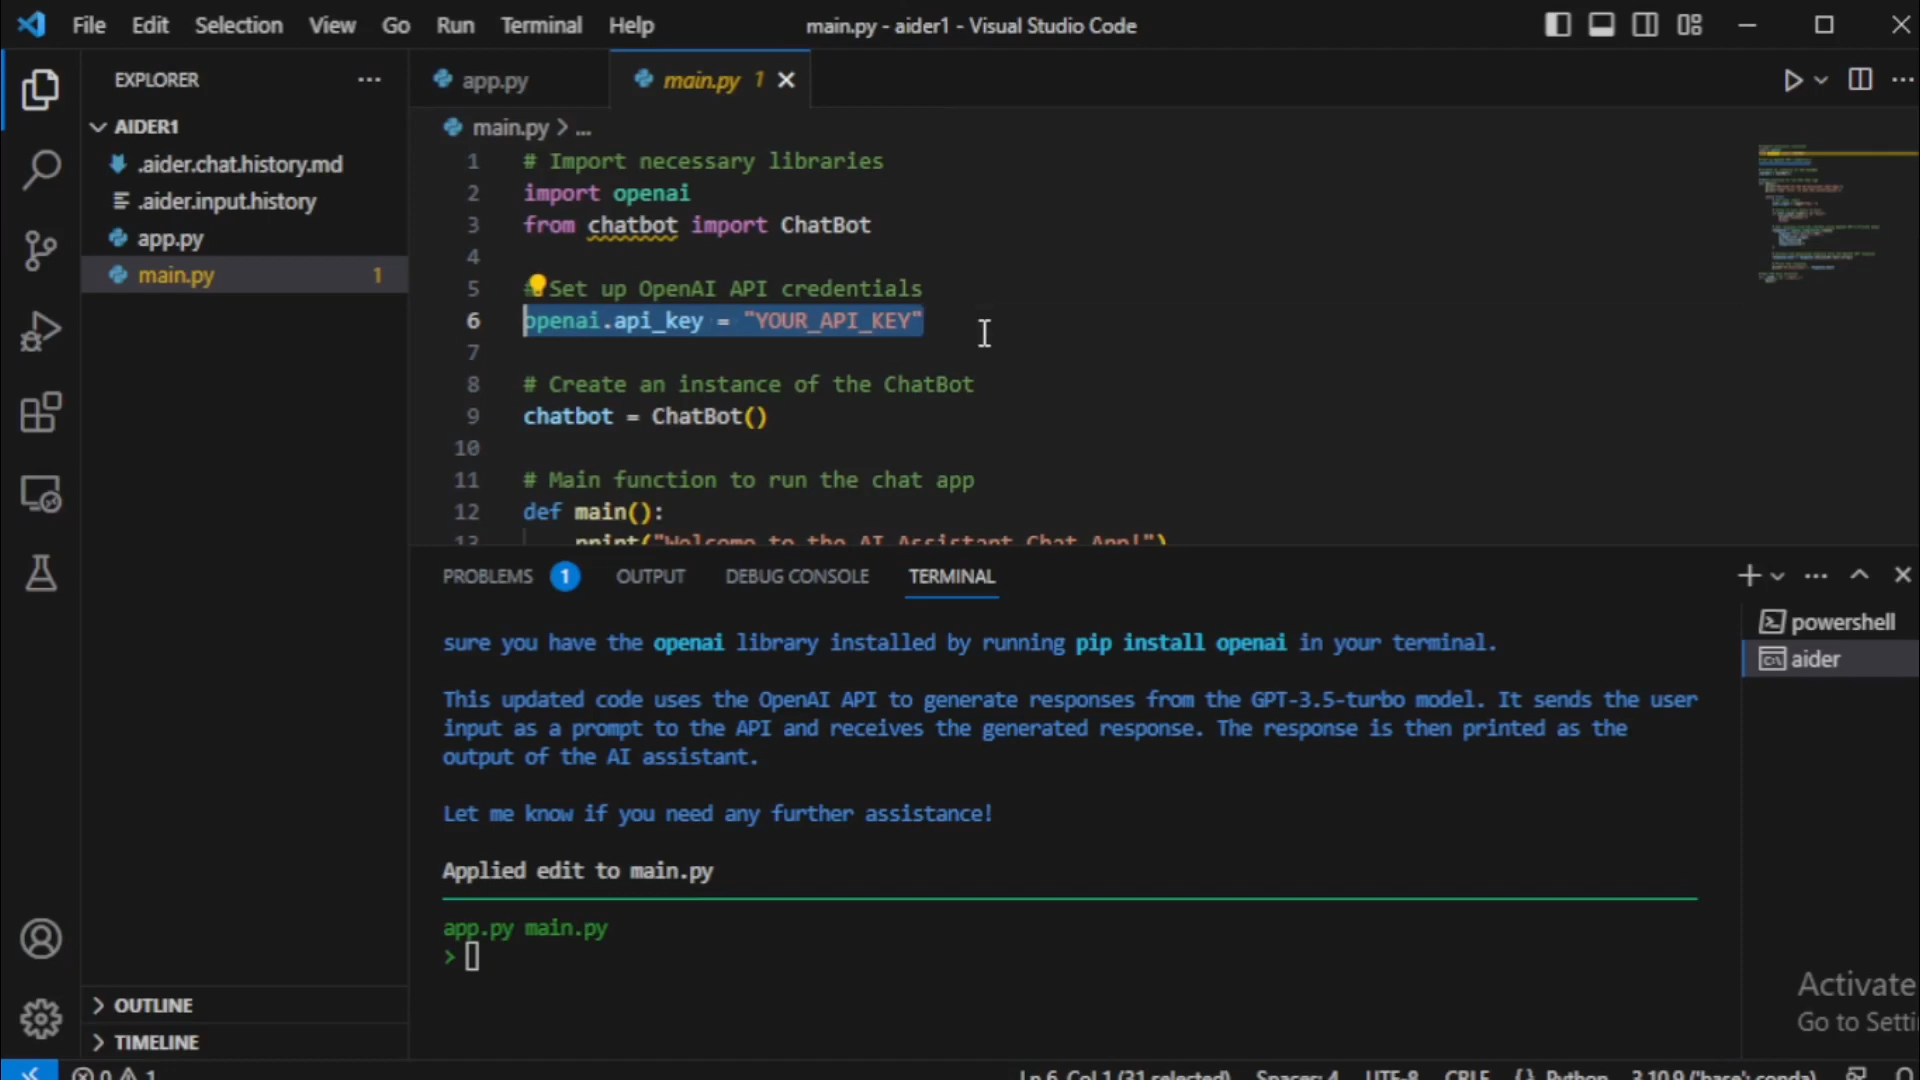 File Edit Selection View Go Run Terminal Help main.py - aider1 - Visual Studio Code
EXPLORER
AIDER1
.aider.chat.history.md
.aider.input.history
app.py
main.py 1
app.py main.py 1
main.py > ...
1 # Import necessary libraries
2 import openai
3 from chatbot import ChatBot
4
5 # Set up OpenAI API credentials
6 openai.api_key = "YOUR_API_KEY"
7
8 # Create an instance of the ChatBot
9 chatbot = ChatBot()
10
11 # Main function to run the chat app
12 def main():
13 print("Welcome to the AI Assistant Chat App!")
PROBLEMS 1 OUTPUT DEBUG CONSOLE TERMINAL
sure you have the openai library installed by running pip install openai in your terminal.
This updated code uses the OpenAI API to generate responses from the GPT-3.5-turbo model. It sends the user
input as a prompt to the API and receives the generated response. The response is then printed as the
output of the AI assistant.
Let me know if you need any further assistance!
Applied edit to main.py
app.py main.py
>
powershell
aider
OUTLINE
TIMELINE
Activate
Go to Setti
0 1 Ln 6, Col 1 (31 selected) Spaces: 4 UTF-8 CRLF {} Python 3.10.9 ('base': conda)